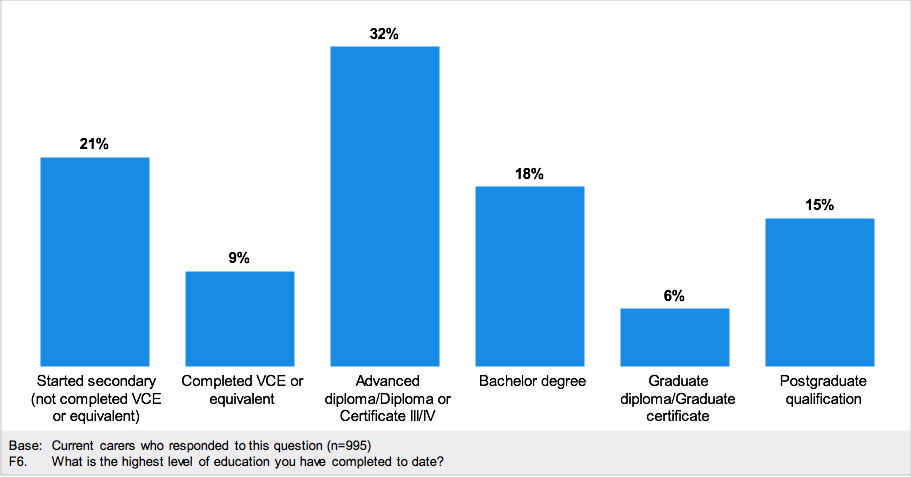 32%
21%
18%
15%
9%
6%
Started secondary
(not completed VCE
or equivalent)
Completed VCE or
equivalent
Advanced
diploma/Diploma or
Certificate III/IV
Bachelor degree
Graduate
diploma/Graduate
certificate
Postgraduate
qualification
Base: Current carers who responded to this question (n=995)
F6. What is the highest level of education you have completed to date?